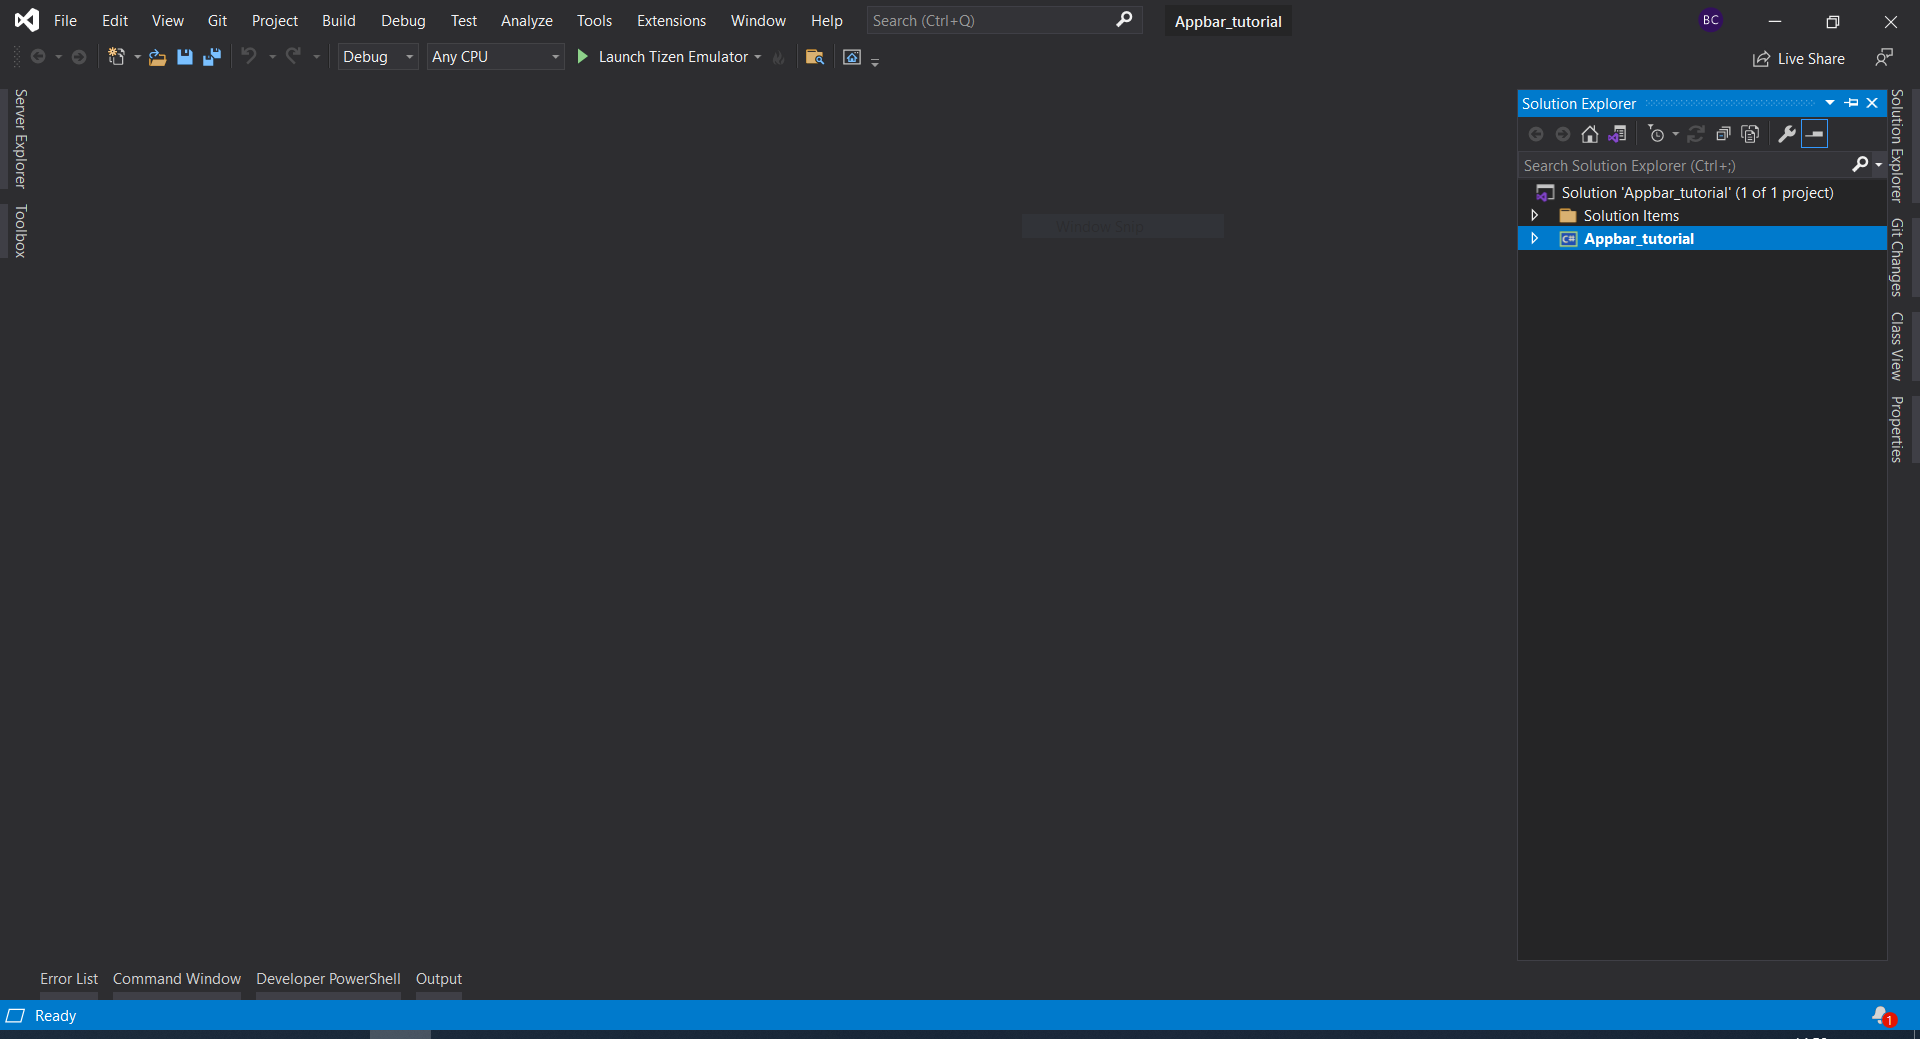 File Edit View Git Project Build Debug Test Analyze Tools Extensions Window Help Search (Ctrl+Q) Appbar_tutorial BC
Debug Any CPU Launch Tizen Emulator Live Share
Server Explorer
Toolbox
Window Snip
Solution Explorer
Search Solution Explorer (Ctrl+;)
Solution 'Appbar_tutorial' (1 of 1 project)
Solution Items
C# Appbar_tutorial
Solution Explorer
Git Changes
Class View
Properties
Error List Command Window Developer PowerShell Output
Ready 1